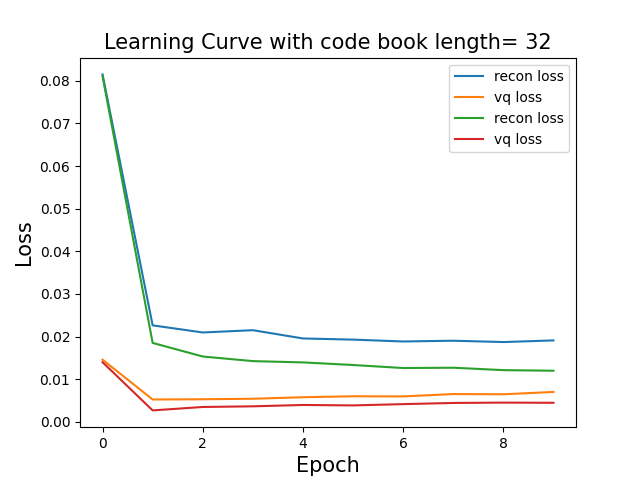 Learning Curve with code book length= 32
recon loss
vq loss
recon loss
vq loss
0.08
0.07
0.06
0.05
0.04
0.03
0.02
0.01
0.00
Loss
0 2 4 6 8
Epoch